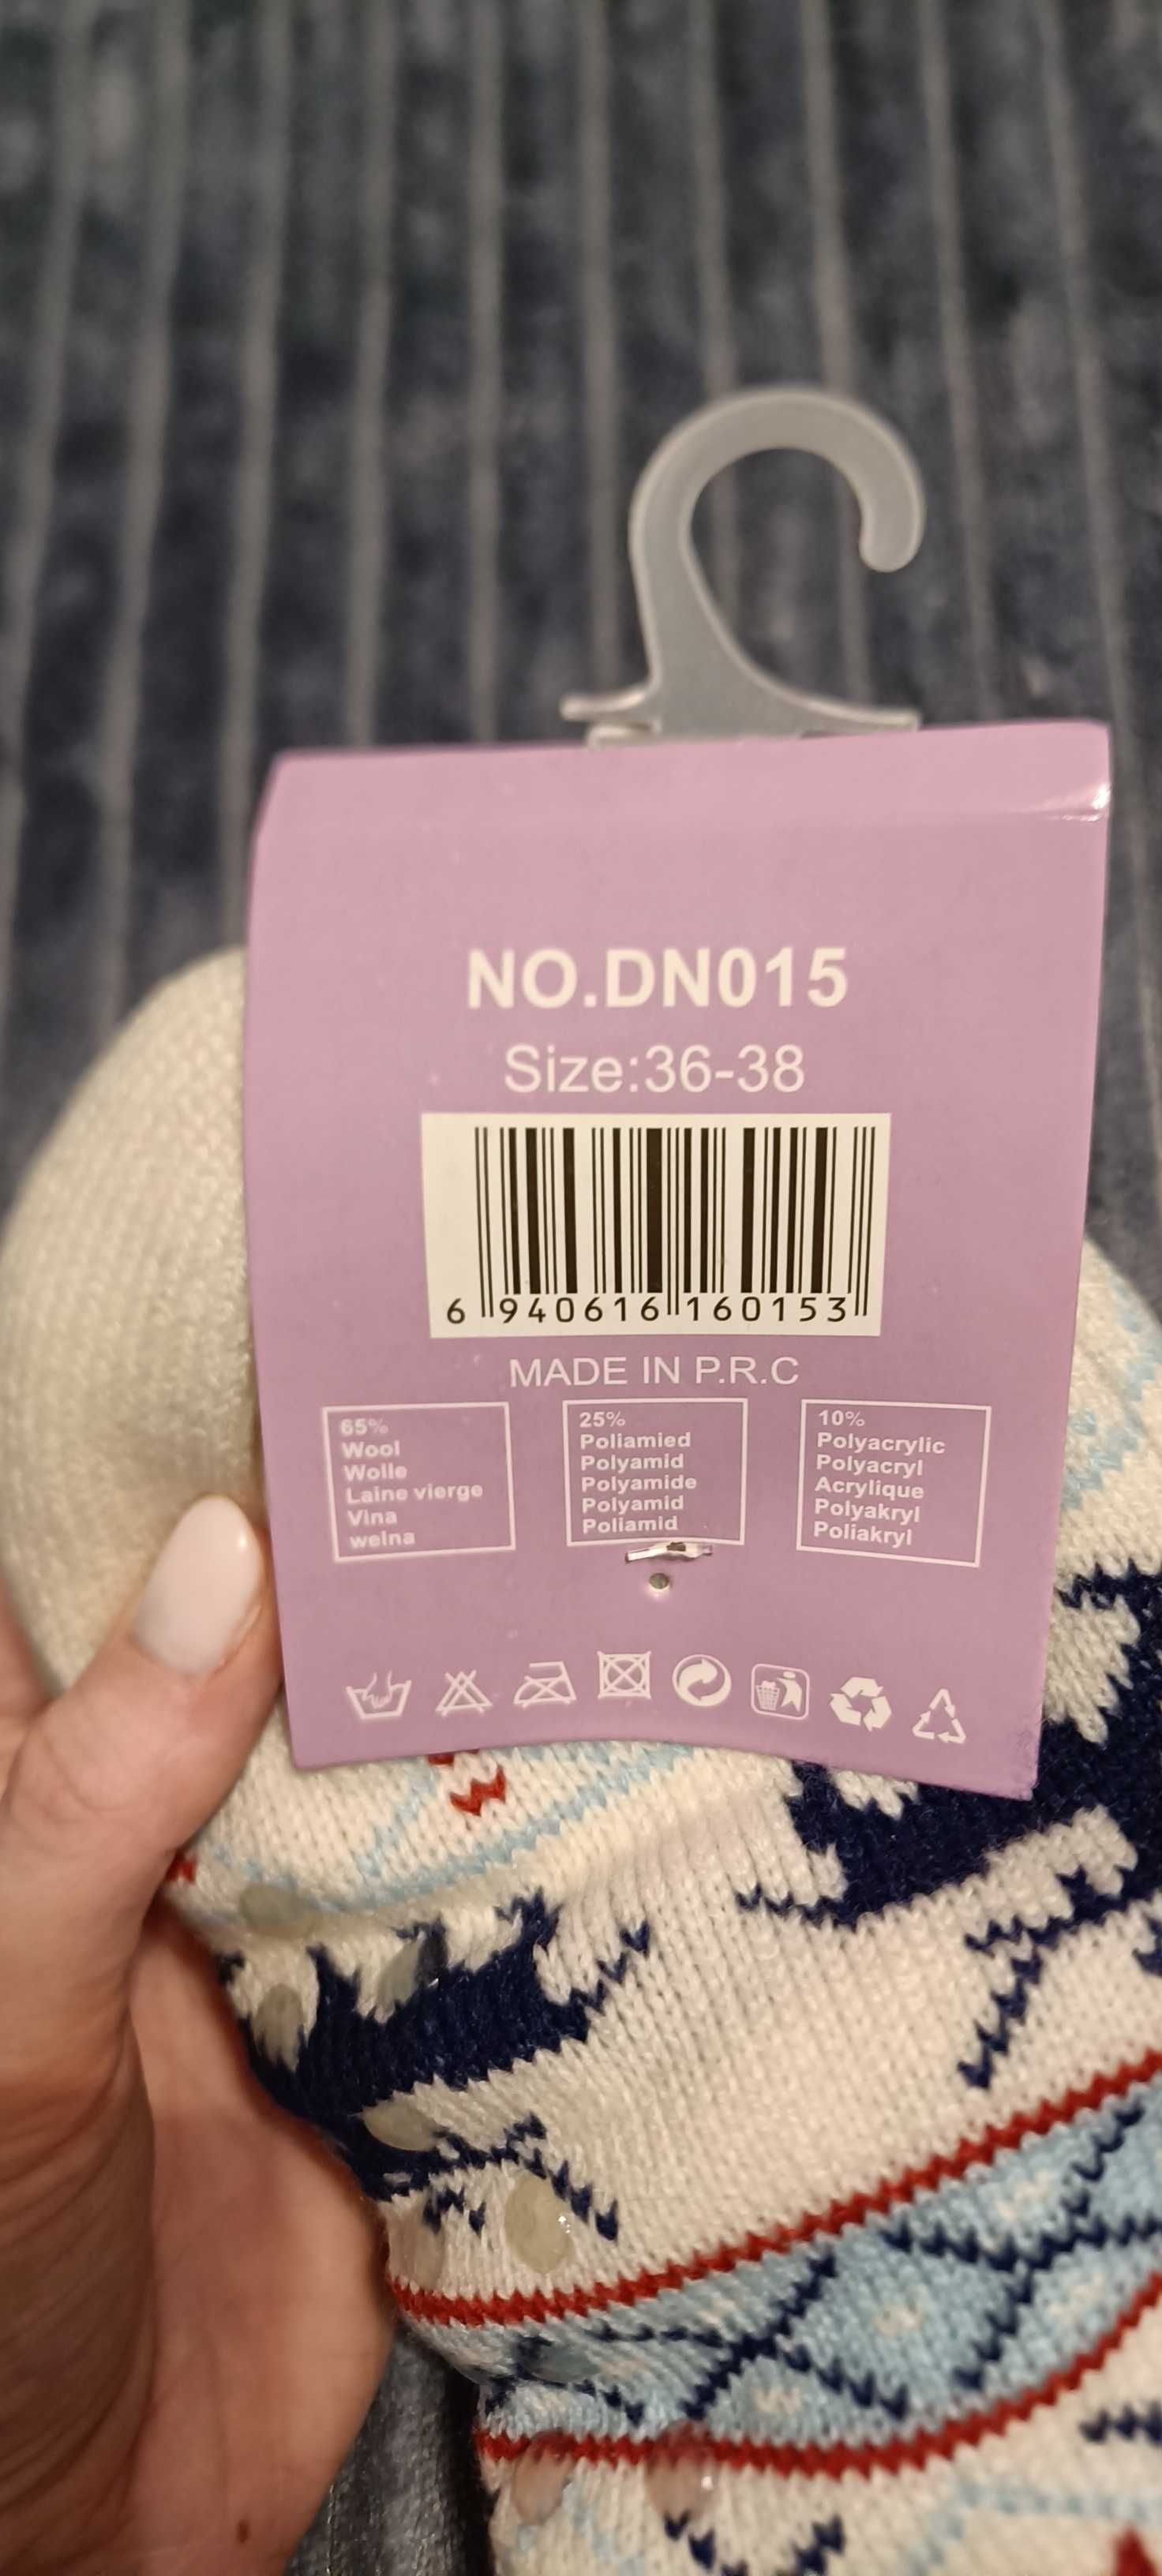 NO.DN015
Size:36-38
6 940616 160153
MADE IN P.R.C
65%
Wool
Wolle
Laine vierge
Vina
welna
25%
Poliamied
Polyamid
Polyamide
Polyamid
Poliamid
10%
Polyacrylic
Polyacryl
Acrylique
Polyakryl
Poliakryl